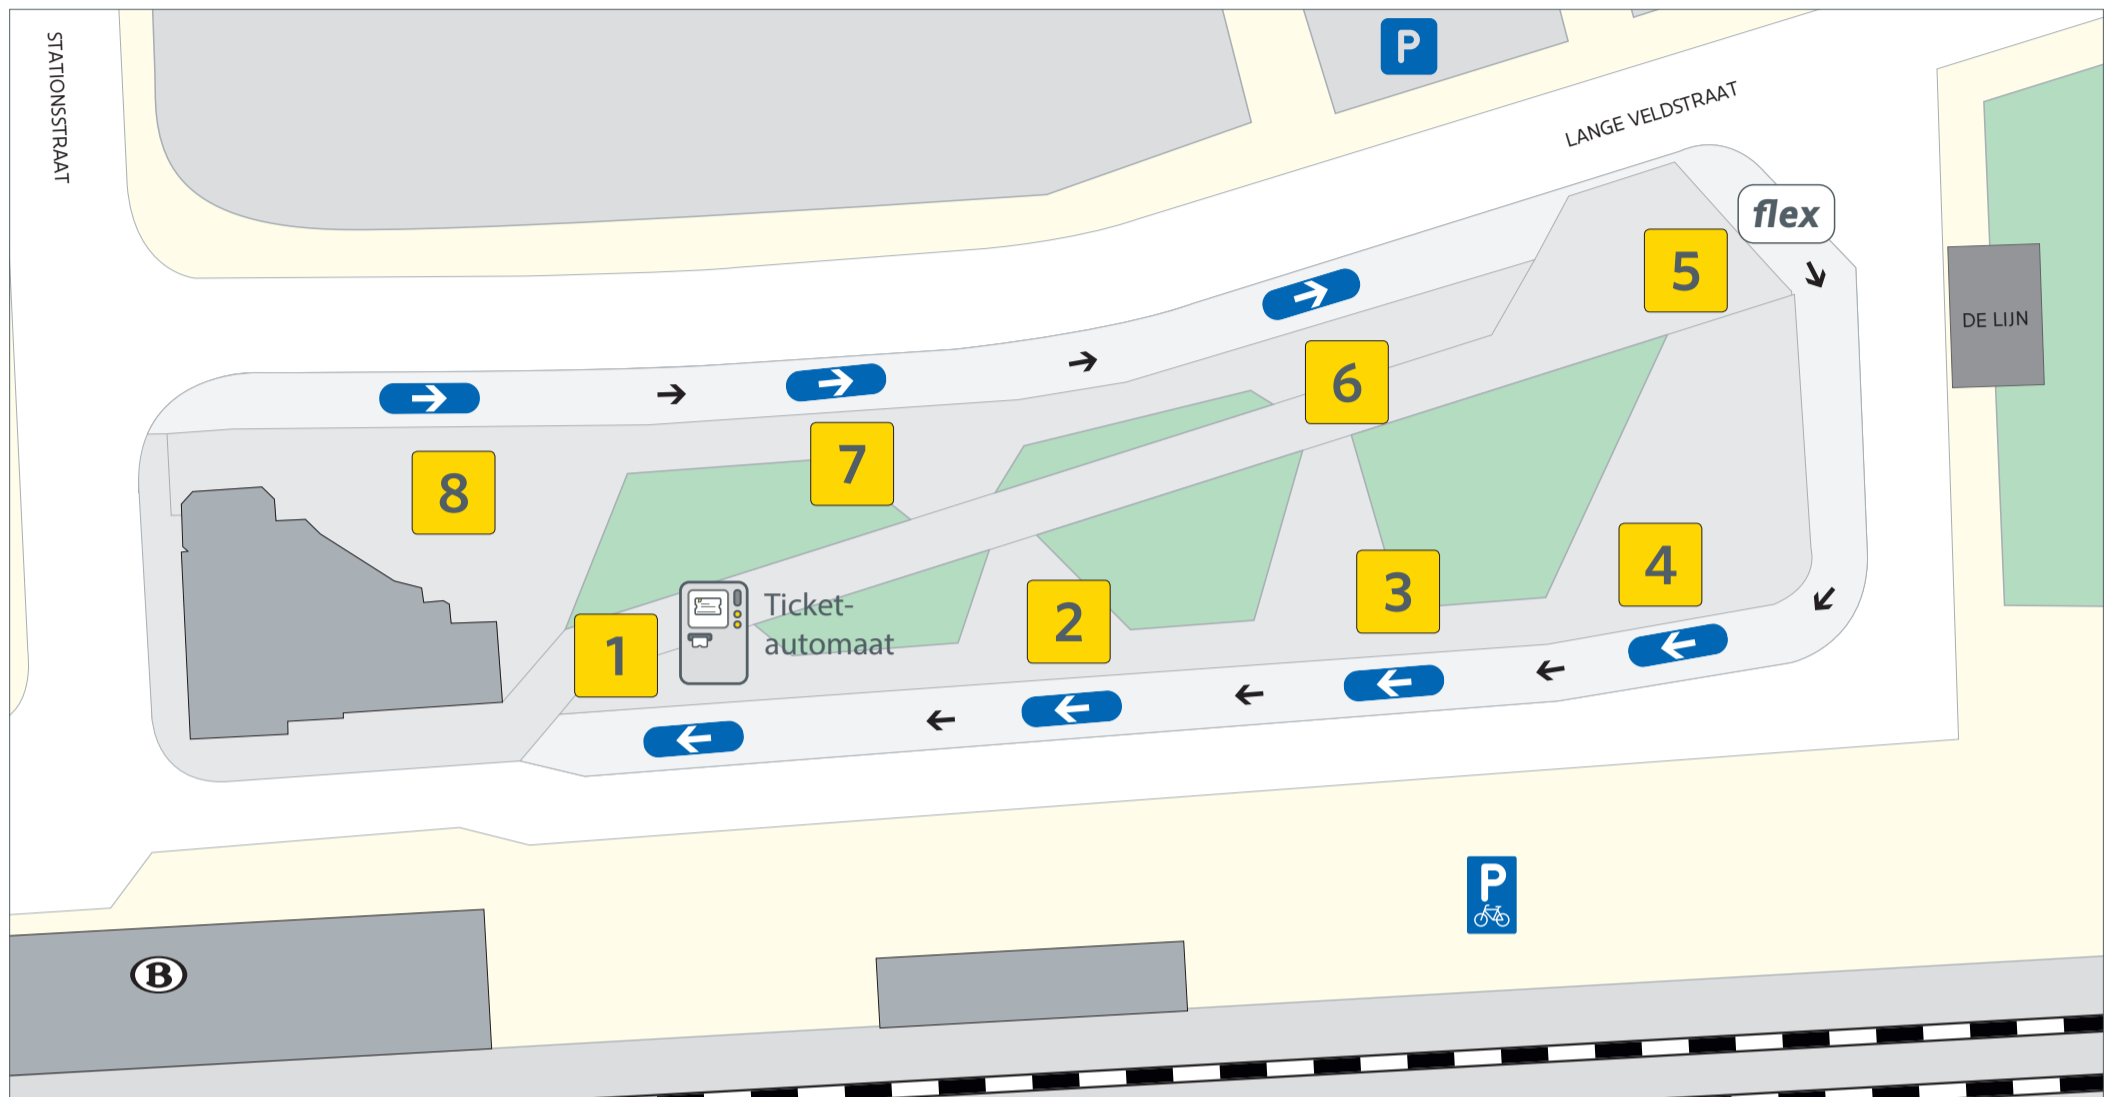 STATIONSSTRAAT
P
LANGE VELDSTRAAT
flex
5
DE LIJN
6
7
8
4
3
Ticket-
automaat
2
1
P
B